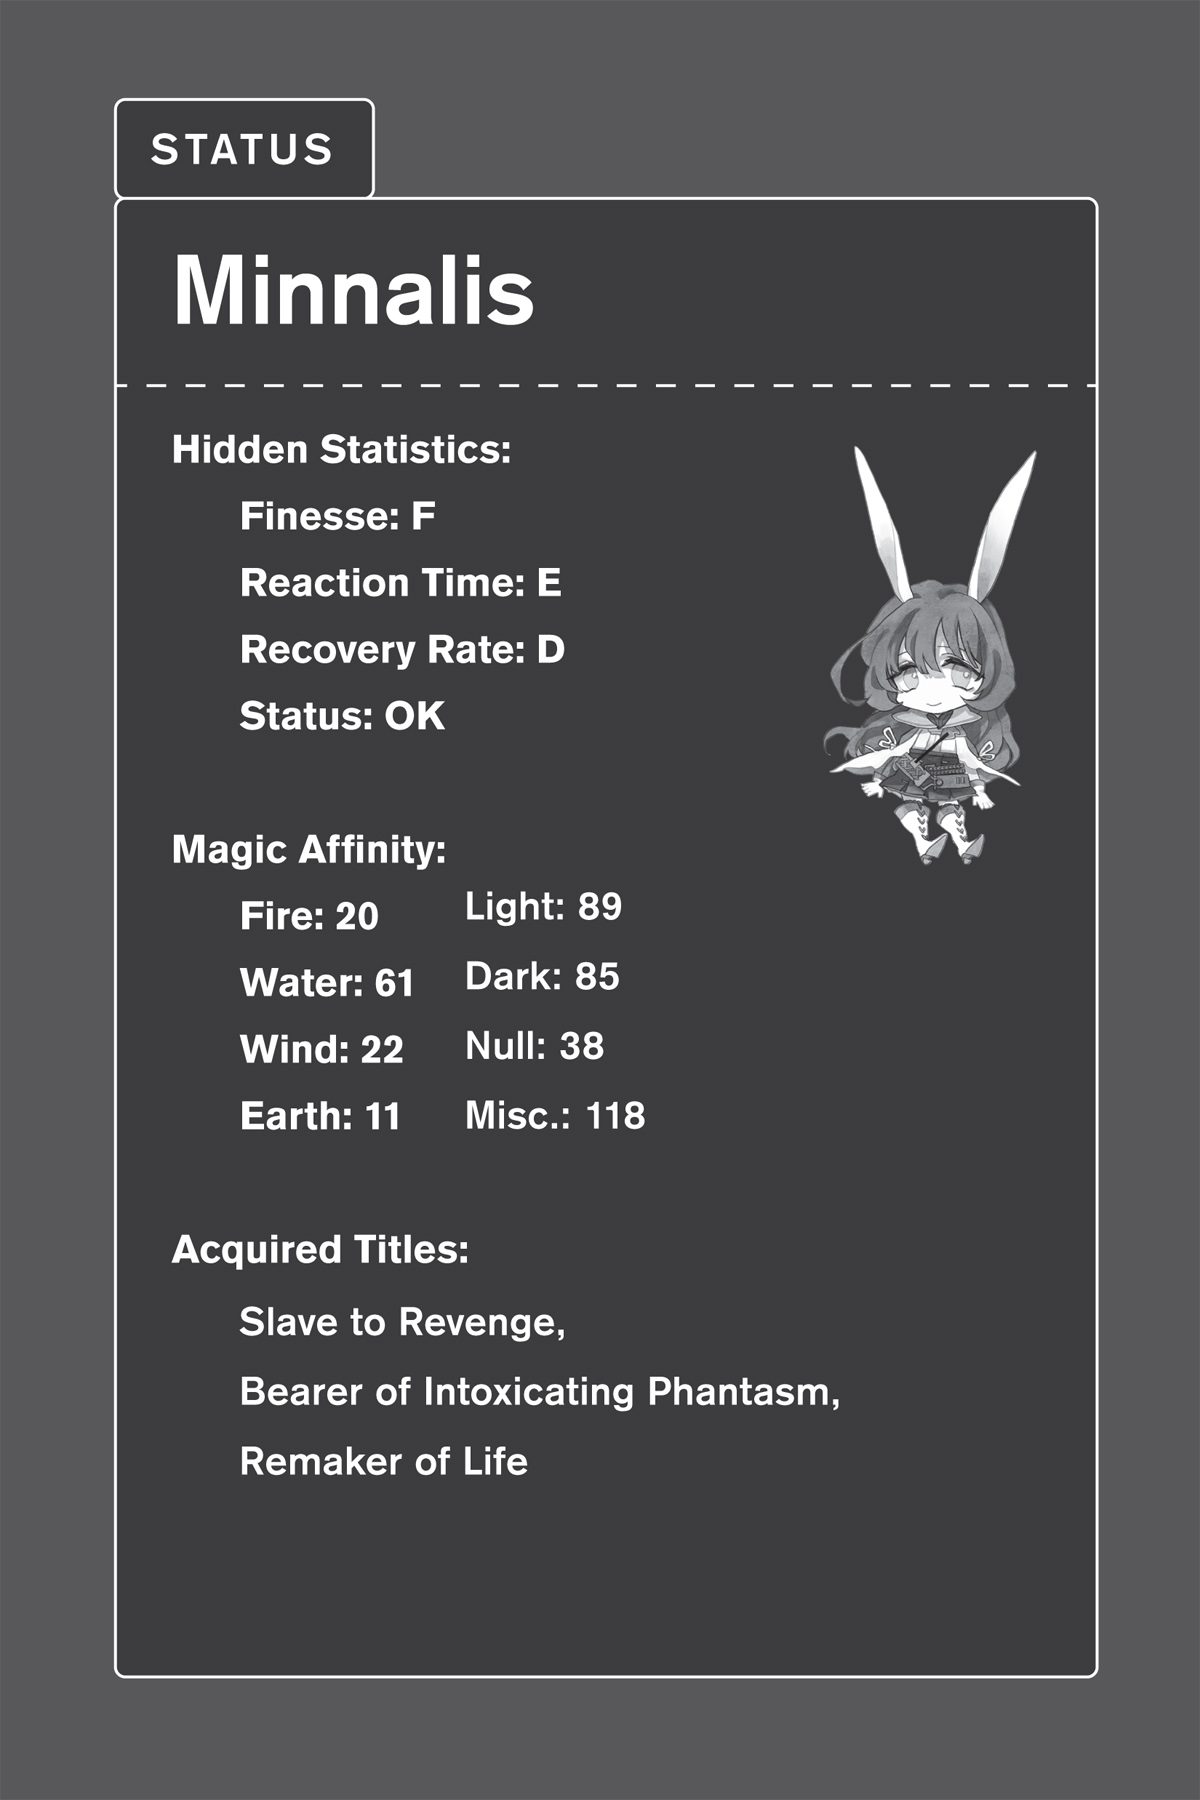 STATUS
Minnalis
Hidden Statistics:
Finesse: F
Reaction Time: E
Recovery Rate: D
Status: OK
Magic Affinity:
Fire: 20
Water: 61
Wind: 22
Earth: 11
Light: 89
Dark: 85
Null: 38
Misc.: 118
Acquired Titles:
Slave to Revenge,
Bearer of Intoxicating Phantasm,
Remaker of Life